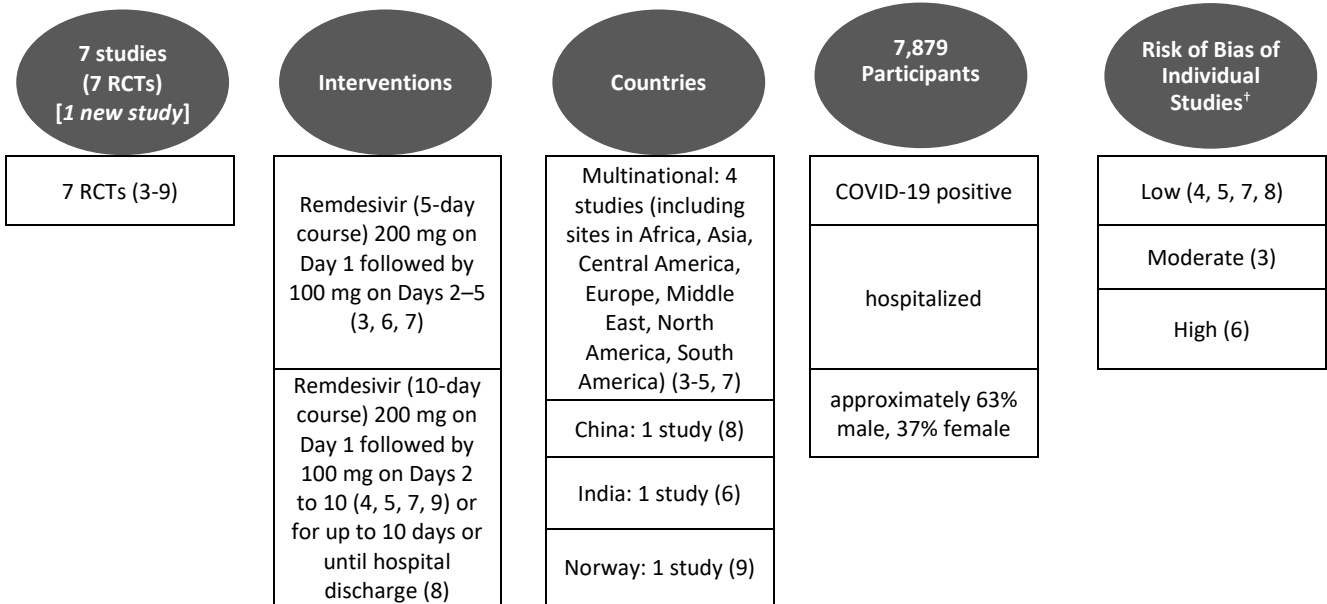 7 studies
(7 RCTs)
[1 new study]
7 RCTs (3-9)
Interventions
Remdesivir (5-day
course) 200 mg on
Day 1 followed by
100 mg on Days 2–5
(3, 6, 7)
Remdesivir (10-day
course) 200 mg on
Day 1 followed by
100 mg on Days 2
to 10 (4, 5, 7, 9) or
for up to 10 days or
until hospital
discharge (8)
Countries
Multinational: 4
studies (including
sites in Africa, Asia,
Central America,
Europe, Middle
East, North
America, South
America) (3-5, 7)
China: 1 study (8)
India: 1 study (6)
Norway: 1 study (9)
7,879
Participants
COVID-19 positive
hospitalized
approximately 63%
male, 37% female
Risk of Bias of
Individual
Studies†
Low (4, 5, 7, 8)
Moderate (3)
High (6)